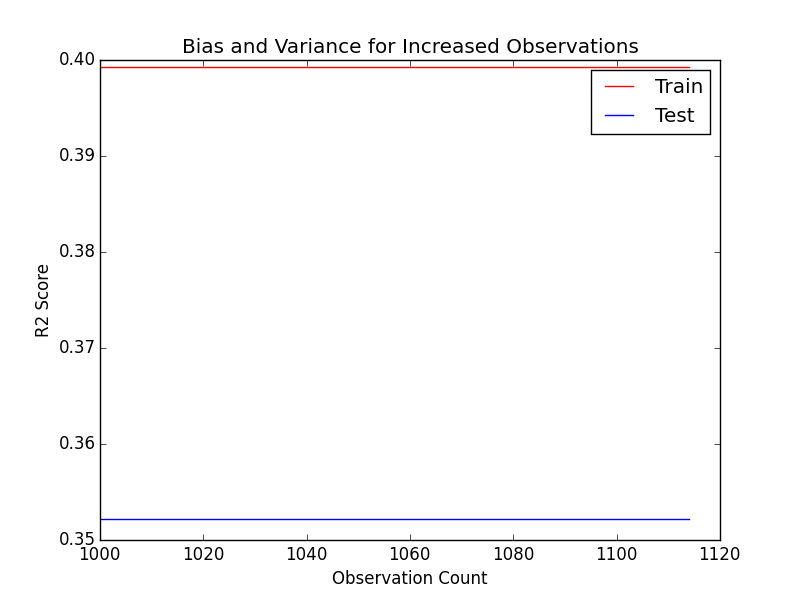 Bias and Variance for Increased Observations
0.40
0.39
0.38
0.37
0.36
0.35
R2 Score
Train
Test
1000 1020 1040 1060 1080 1100 1120
Observation Count